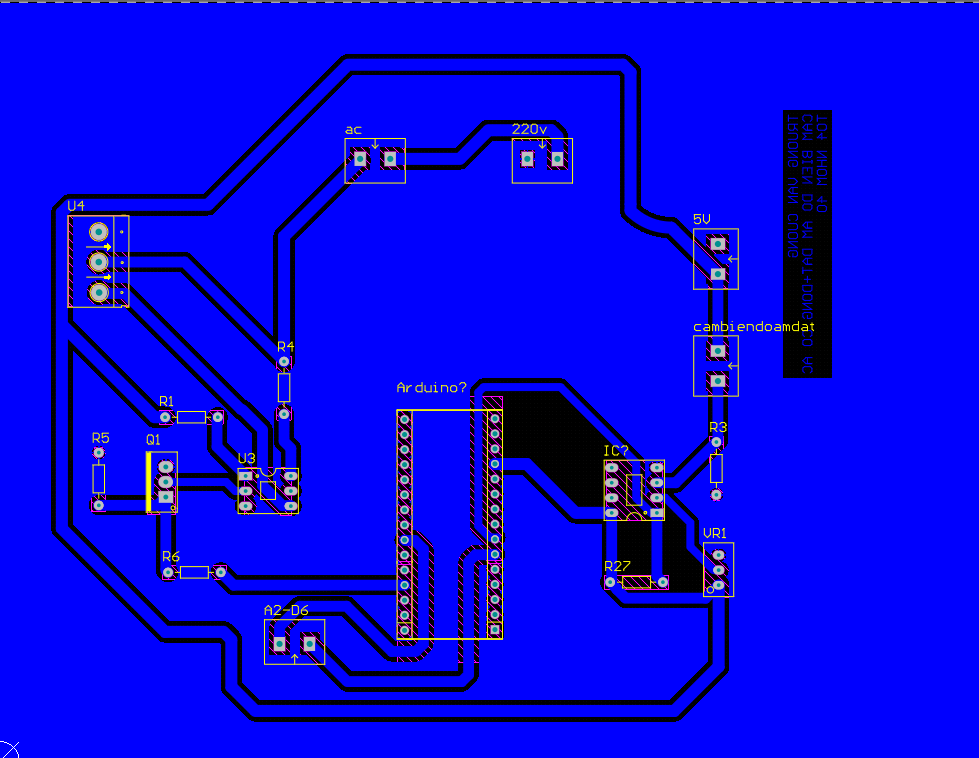 ac
220v
U4
5V
cambiendoamdat
R4
Arduino?
R1
R5
Q1
U3
IC?
R3
R6
R27
VR1
A2-D6
TO4 NHOM 40
CAM BIEN DO AM DAT-DONG CO AC
TRUONG VAN CUONG